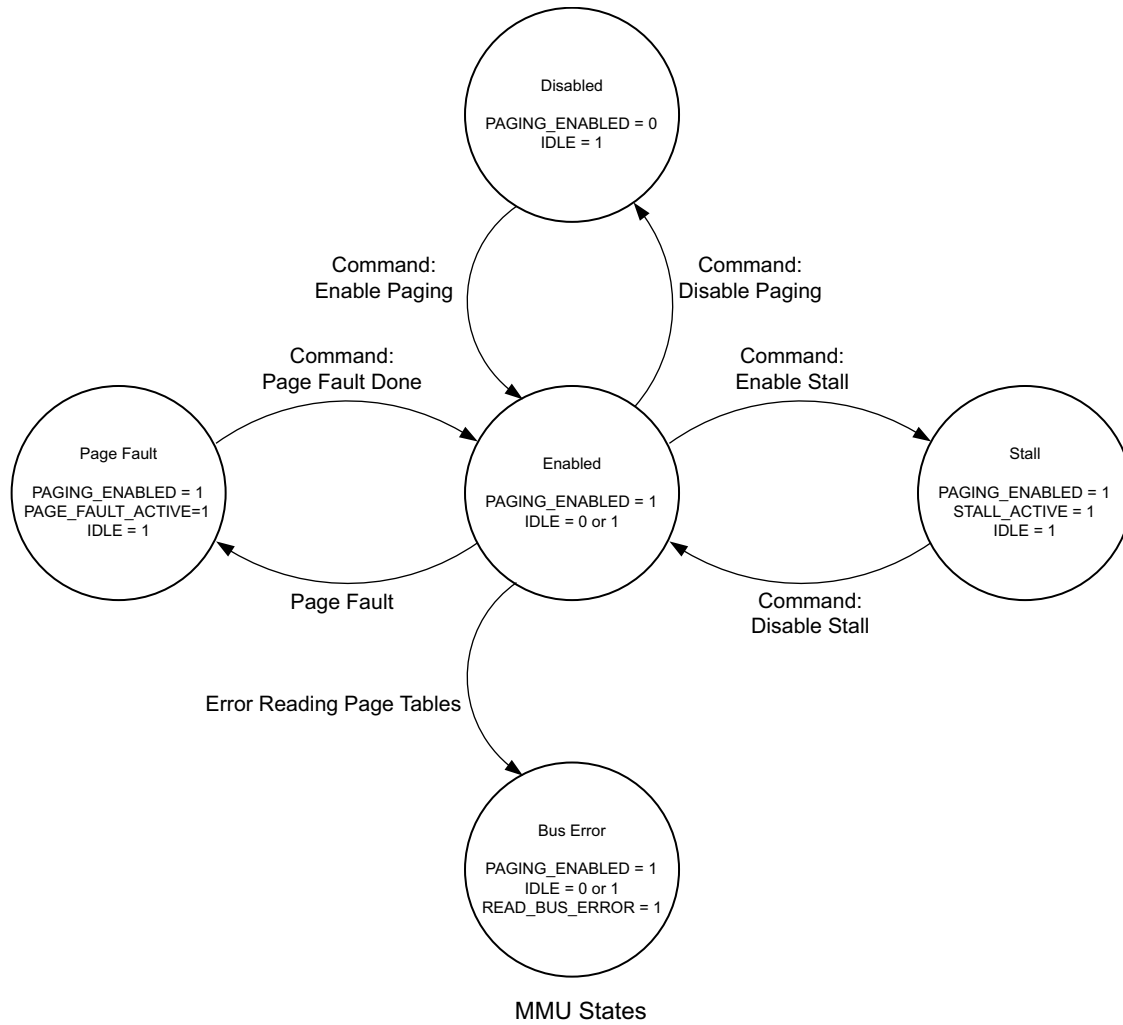 Disabled
PAGING_ENABLED = 0
IDLE = 1
Command:
Enable Paging
Command:
Disable Paging
Command:
Page Fault Done
Command:
Enable Stall
Page Fault
PAGING_ENABLED = 1
PAGE_FAULT_ACTIVE=1
IDLE = 1
Enabled
PAGING_ENABLED = 1
IDLE = 0 or 1
Stall
PAGING_ENABLED = 1
STALL_ACTIVE = 1
IDLE = 1
Page Fault
Command:
Disable Stall
Error Reading Page Tables
Bus Error
PAGING_ENABLED = 1
IDLE = 0 or 1
READ_BUS_ERROR = 1
MMU States